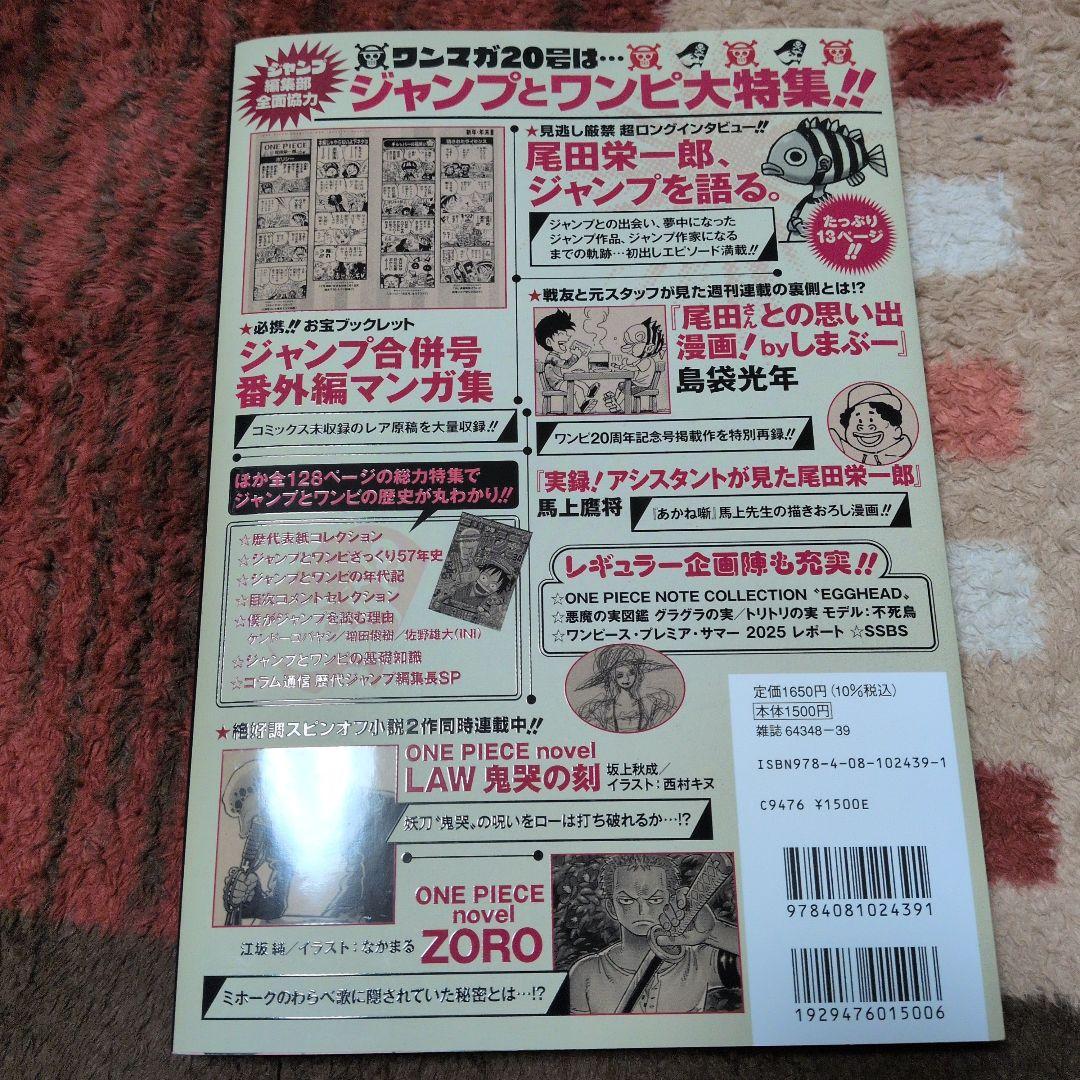 ジャンプ
編集部
全面協力
ワンマガ20号は…
ジャンプとワンピ大特集!!
ONE PIECE
★必携!! お宝ブックレット
ジャンプ合併号
番外編マンガ集
コミックス未収録のレア原稿を大量収録!!
★見逃し厳禁 超ロングインタビュー!!
尾田栄一郎、
ジャンプを語る。
ジャンプとの出会い、夢中になった
ジャンプ作品、ジャンプ作家になる
までの軌跡…初出しエピソード満載!!
たっぷり
13ページ
!!
★戦友と元スタッフが見た週刊連載の裏側とは!?
『尾田さんとの思い出
漫画! byしまぶー』
島袋光年
ワンピ20周年記念号掲載作を特別再録!!
『実録!アシスタントが見た尾田栄一郎』
馬上鷹将
『あかね噺』馬上先生の描きおろし漫画!!
ほか全128ページの総力特集で
ジャンプとワンピの歴史が丸わかり!!
☆歴代表紙コレクション
☆ジャンプとワンピざっくり57年史
☆ジャンプとワンピの年代記
☆目次コメントセレクション
☆僕がジャンプを読む理由
ケンドーコバヤシ/増田俊樹/佐野雄大(INI)
☆ジャンプとワンピの基礎知識
☆コラム通信 歴代ジャンプ編集長SP
レギュラー企画陣も充実!!
☆ONE PIECE NOTE COLLECTION “EGGHEAD”
☆悪魔の実図鑑 グラグラの実/トリトリの実 モデル:不死鳥
☆ワンピース・プレミア・サマー 2025 レポート ☆SSBS
★絶好調スピンオフ小説2作同時連載中!!
ONE PIECE novel
LAW 鬼哭の刻
坂上秋成/
イラスト:西村キヌ
妖刀“鬼哭”の呪いをローは打ち破れるか…!?
ONE PIECE
novel
ZORO
江坂 純/イラスト:なかまる
ミホークのわらべ歌に隠されていた秘密とは…!?
定価1650円(10%税込)
本体1500円
雑誌 64348-39
ISBN978-4-08-102439-1
C9476 ¥1500E
9784081024391
1929476015006